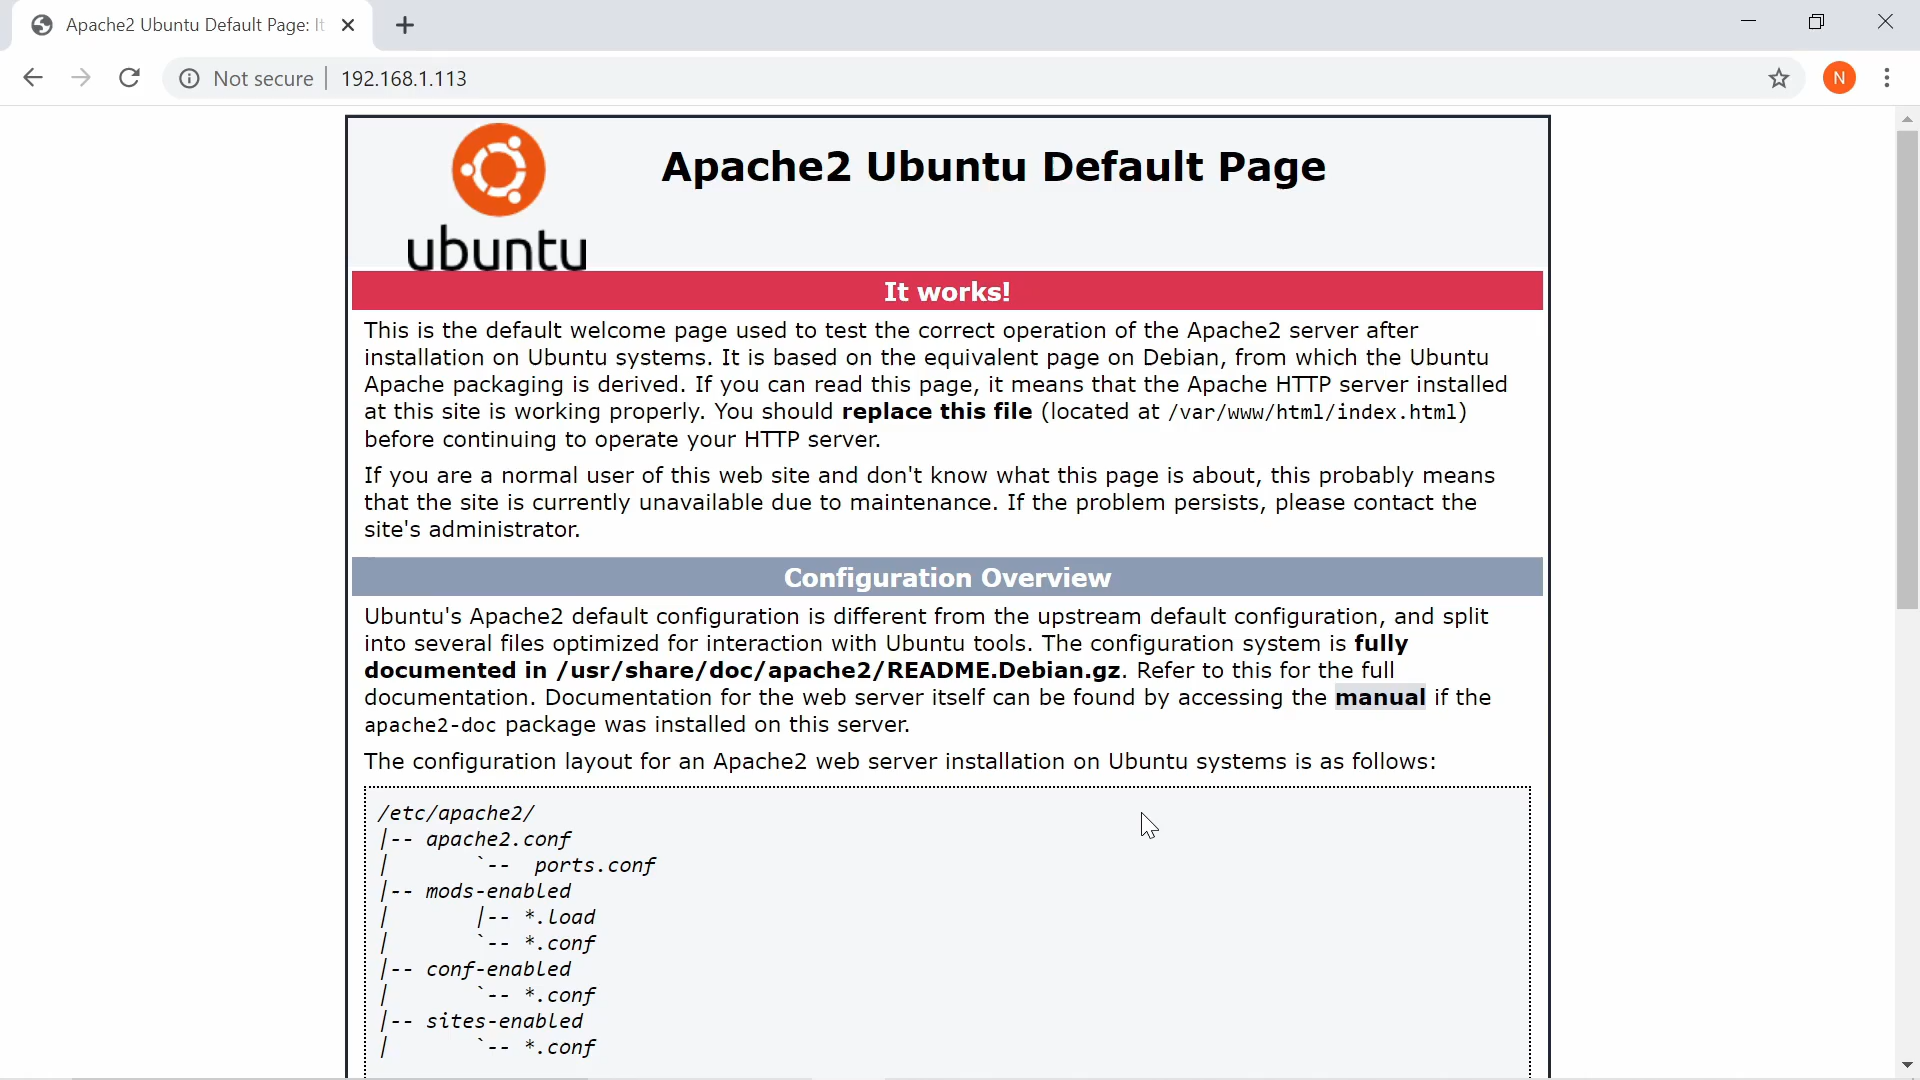 Apache2 Ubuntu Default Page: It
Not secure
192.168.1.113
N
ubuntu
Apache2 Ubuntu Default Page
It works!
This is the default welcome page used to test the correct operation of the Apache2 server after
installation on Ubuntu systems. It is based on the equivalent page on Debian, from which the Ubuntu
Apache packaging is derived. If you can read this page, it means that the Apache HTTP server installed
at this site is working properly. You should replace this file (located at /var/www/html/index.html)
before continuing to operate your HTTP server.
If you are a normal user of this web site and don't know what this page is about, this probably means
that the site is currently unavailable due to maintenance. If the problem persists, please contact the
site's administrator.
Configuration Overview
Ubuntu's Apache2 default configuration is different from the upstream default configuration, and split
into several files optimized for interaction with Ubuntu tools. The configuration system is fully
documented in /usr/share/doc/apache2/README.Debian.gz. Refer to this for the full
documentation. Documentation for the web server itself can be found by accessing the manual if the
apache2-doc package was installed on this server.
The configuration layout for an Apache2 web server installation on Ubuntu systems is as follows:
/etc/apache2/
|-- apache2.conf
|       `--  ports.conf
|-- mods-enabled
|       |-- *.load
|       `-- *.conf
|-- conf-enabled
|       `-- *.conf
|-- sites-enabled
|       `-- *.conf